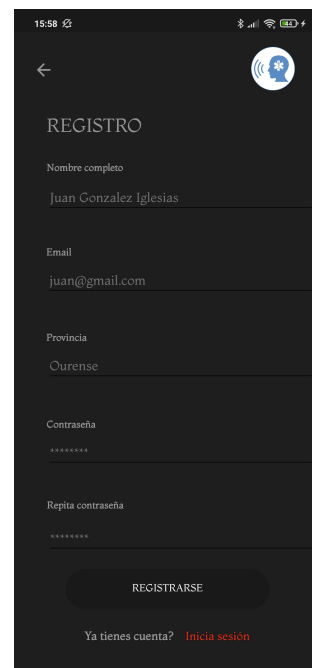 15:58
REGISTRO
Nombre completo
Juan Gonzalez Iglesias
Email
juan@gmail.com
Provincia
Ourense
Contraseña
********
Repita contraseña
********
REGISTRARSE
Ya tienes cuenta? Inicia sesión